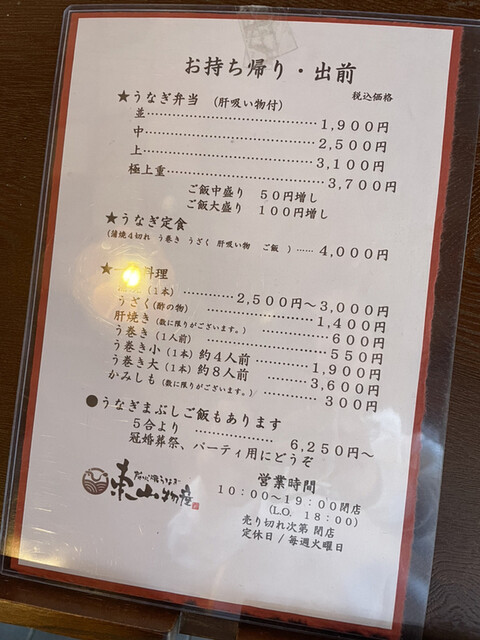 お持ち帰り・出前
税込価格
★うなぎ弁当 (肝吸い物付)
並……………………………1,900円
中……………………………2,500円
上……………………………3,100円
極上重………………………3,700円
ご飯中盛り 50円増し
ご飯大盛り 100円増し
★うなぎ定食
(蒲焼4切れ う巻き うざく 肝吸い物 ご飯 )……4,000円
★一 料理
(1本)…………2,500円〜3,000円
うざく(酢の物)……………………1,400円
肝焼き(数に限りがございます。)……………600円
う巻き(1人前)……………………550円
う巻き小(1本)約4人前…………1,900円
う巻き大(1本)約8人前…………3,600円
かみしも(数に限りがございます。)……………300円
●うなぎまぶしご飯もあります
5合より……………………6,250円〜
冠婚葬祭、パーティ用にどうぞ
東山物産
営業時間
10:00〜19:00閉店
(L.O. 18:00)
売り切れ次第 閉店
定休日/毎週火曜日